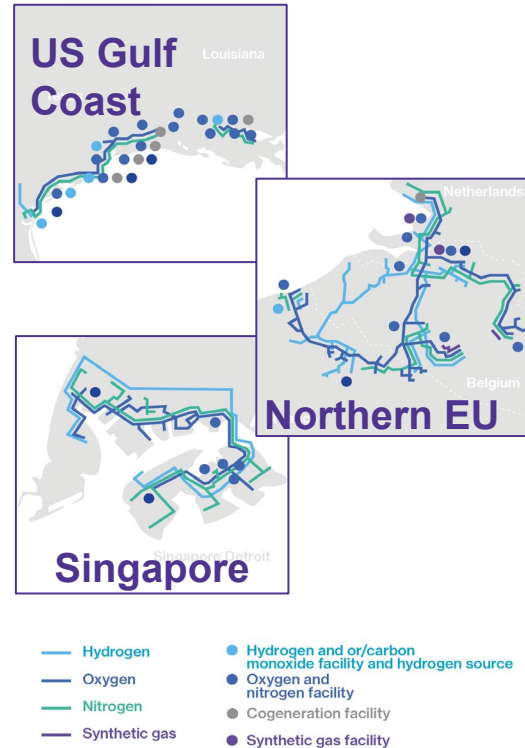 US Gulf
Coast
Louisiana
Netherlands
Belgium
Northern EU
Singapore Detroit
Singapore
Hydrogen
Oxygen
Nitrogen
Synthetic gas
Hydrogen and or/carbon
monoxide facility and hydrogen source
Oxygen and
nitrogen facility
Cogeneration facility
Synthetic gas facility